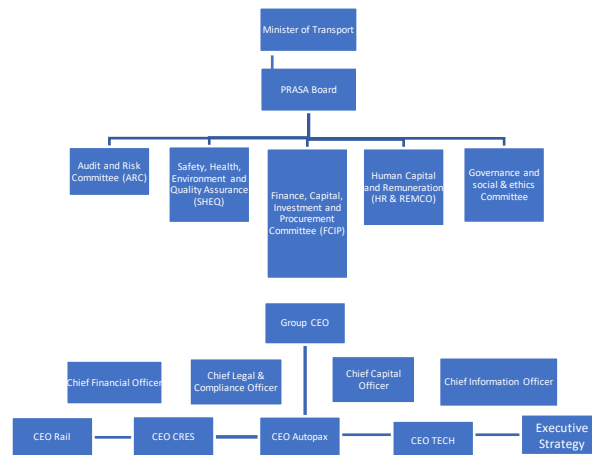 Minister of Transport
PRASA Board
Audit and Risk
Committee (ARC)
Safety, Health,
Environment and
Quality Assurance
(SHEQ)
Finance, Capital,
Investment and
Procurement
Committee (FCIP)
Human Capital
and Remuneration
(HR & REMCO)
Governance and
social & ethics
Committee
Group CEO
Chief Financial Officer
Chief Legal &
Compliance Officer
Chief Capital
Officer
Chief Information Officer
CEO Rail
CEO CRES
CEO Autopax
CEO TECH
Executive
Strategy